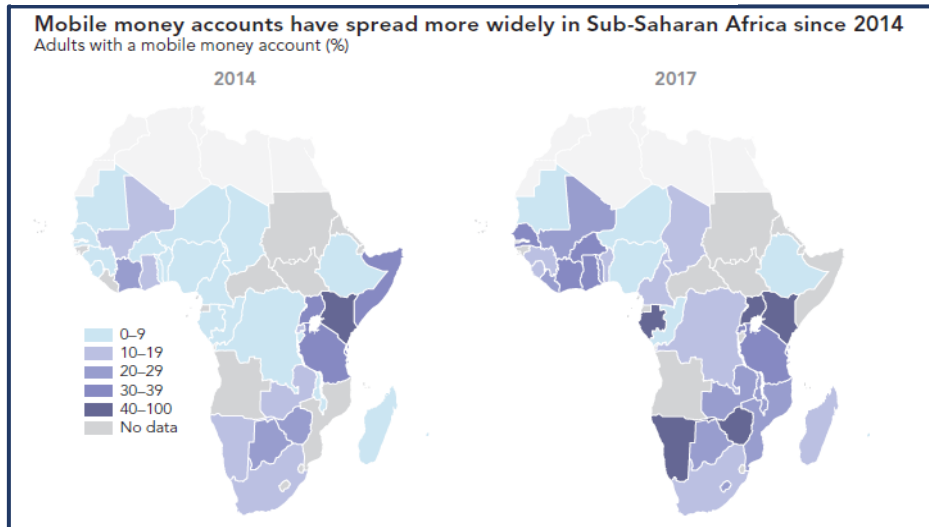 Mobile money accounts have spread more widely in Sub-Saharan Africa since 2014
Adults with a mobile money account (%)
2014
2017
0–9
10–19
20–29
30–39
40–100
No data